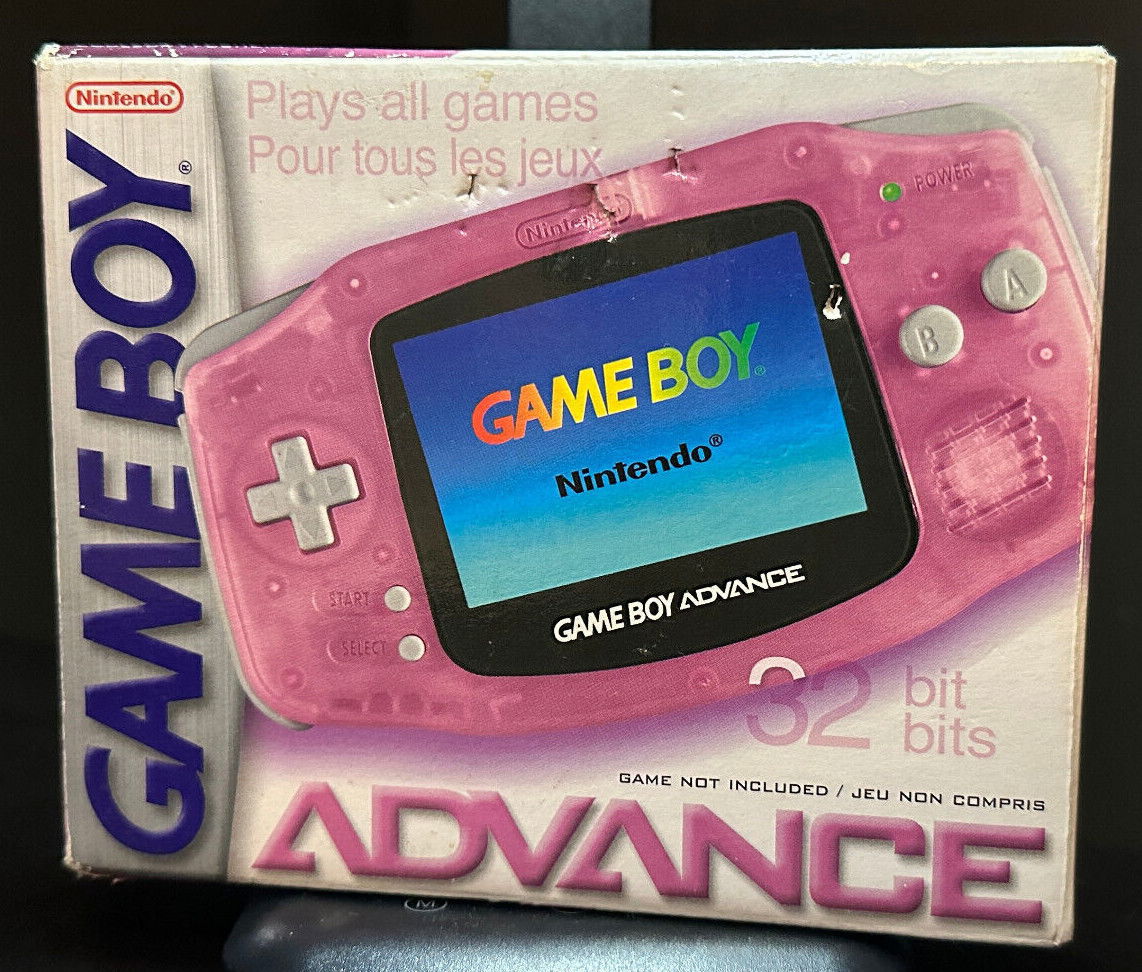 Nintendo®
GAME BOY®
Plays all games
Pour tous les jeux
Nintendo
POWER
A
B
GAME BOY®
Nintendo®
START
SELECT
GAME BOY ADVANCE
32 bit
bits
GAME NOT INCLUDED / JEU NON COMPRIS
ADVANCE
M